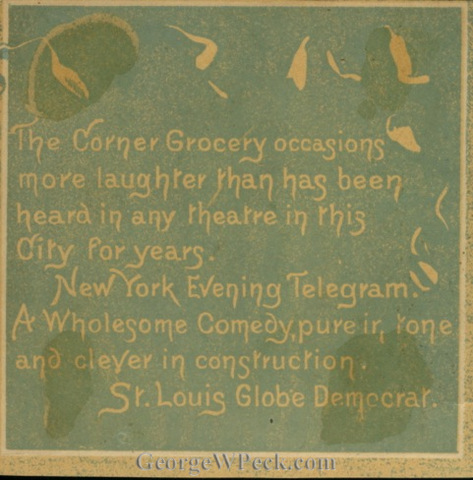 The Corner Grocery occasions
more laughter than has been
heard in any theatre in this
City for years.
New York Evening Telegram.
A Wholesome Comedy, pure in tone
and clever in construction.
St. Louis Globe Democrat.
GeorgeWPeck.com